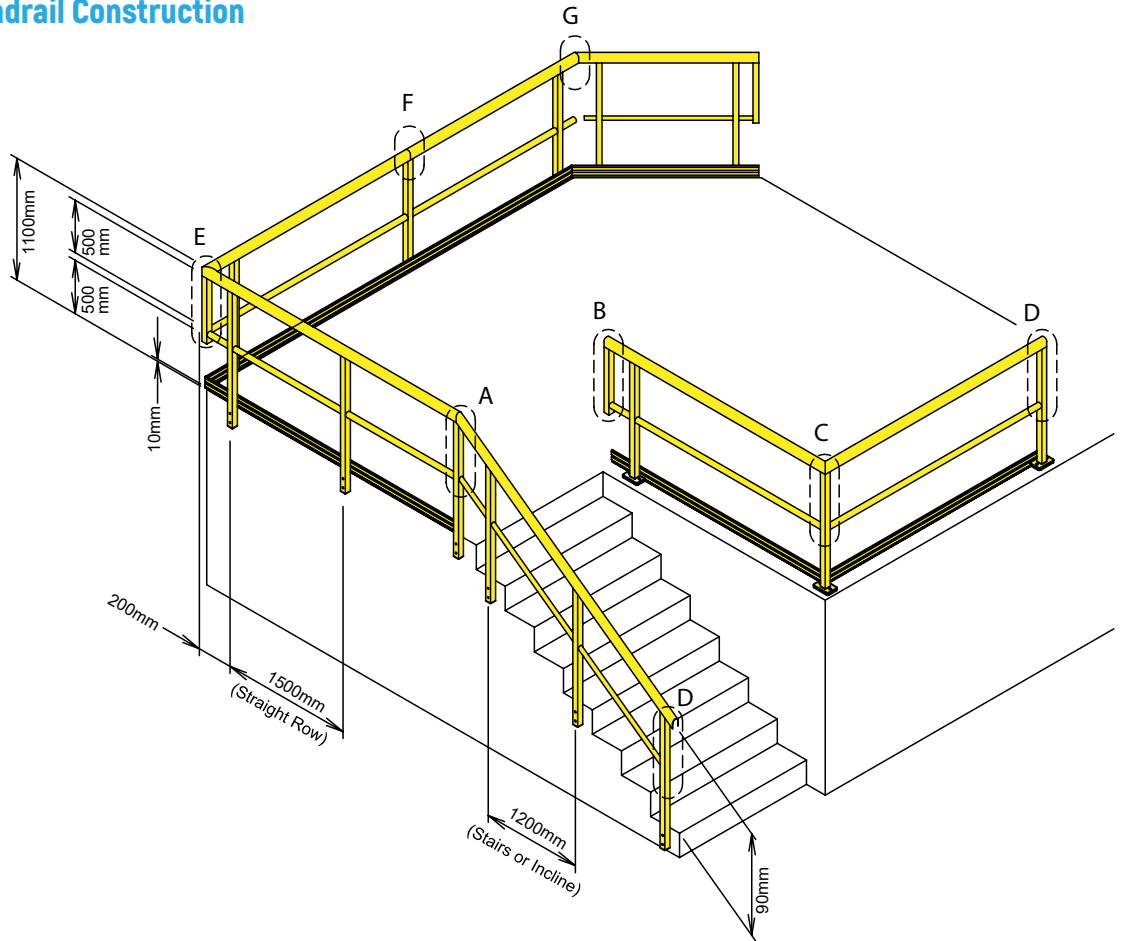 ndrail Construction
G
F
E
1100mm
500
mm
500
mm
10mm
A
B
D
C
200mm
1500mm
(Straight Row)
D
1200mm
(Stairs or Incline)
90mm